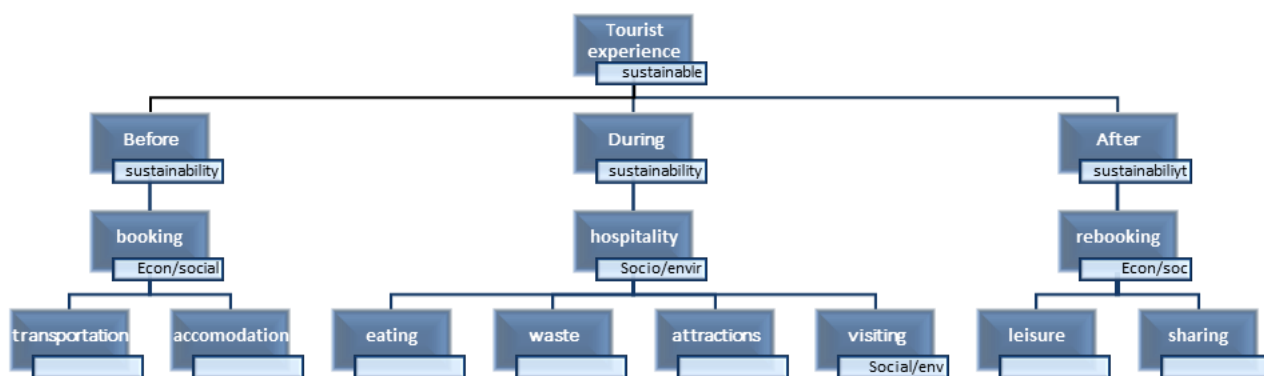 Tourist
experience
sustainable
Before
sustainability
During
sustainability
After
sustainabiliyt
booking
Econ/social
hospitality
Socio/envir
rebooking
Econ/soc
transportation
accomodation
eating
waste
attractions
visiting
Social/env
leisure
sharing